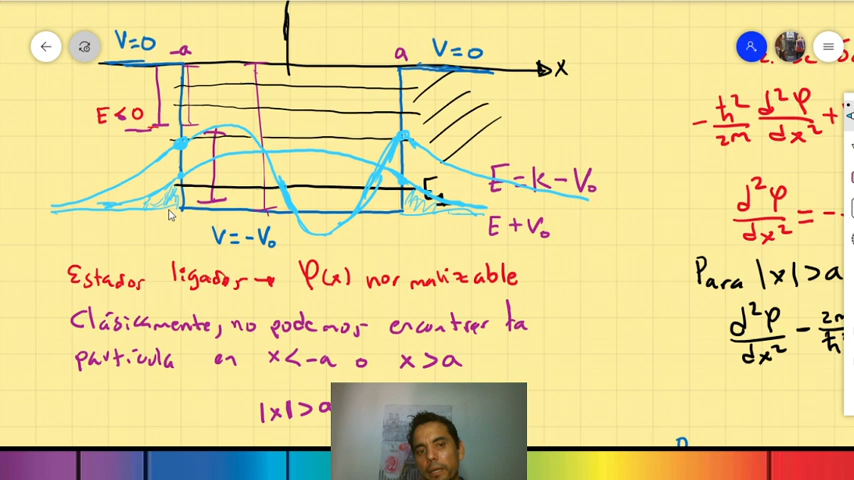 V=0
-a
a
V=0
x
E<0
E = k - V₀
E + V₀
V=-V₀
Estados ligados → φ(x) normalizable
Clásicamente, no podemos encontrar la
partícula en x<-a o x>a
|x|>a
-ħ²/2m d²φ/dx² +
d²φ/dx² = -
Para |x|>a
d²φ/dx² - 2m/ħ²